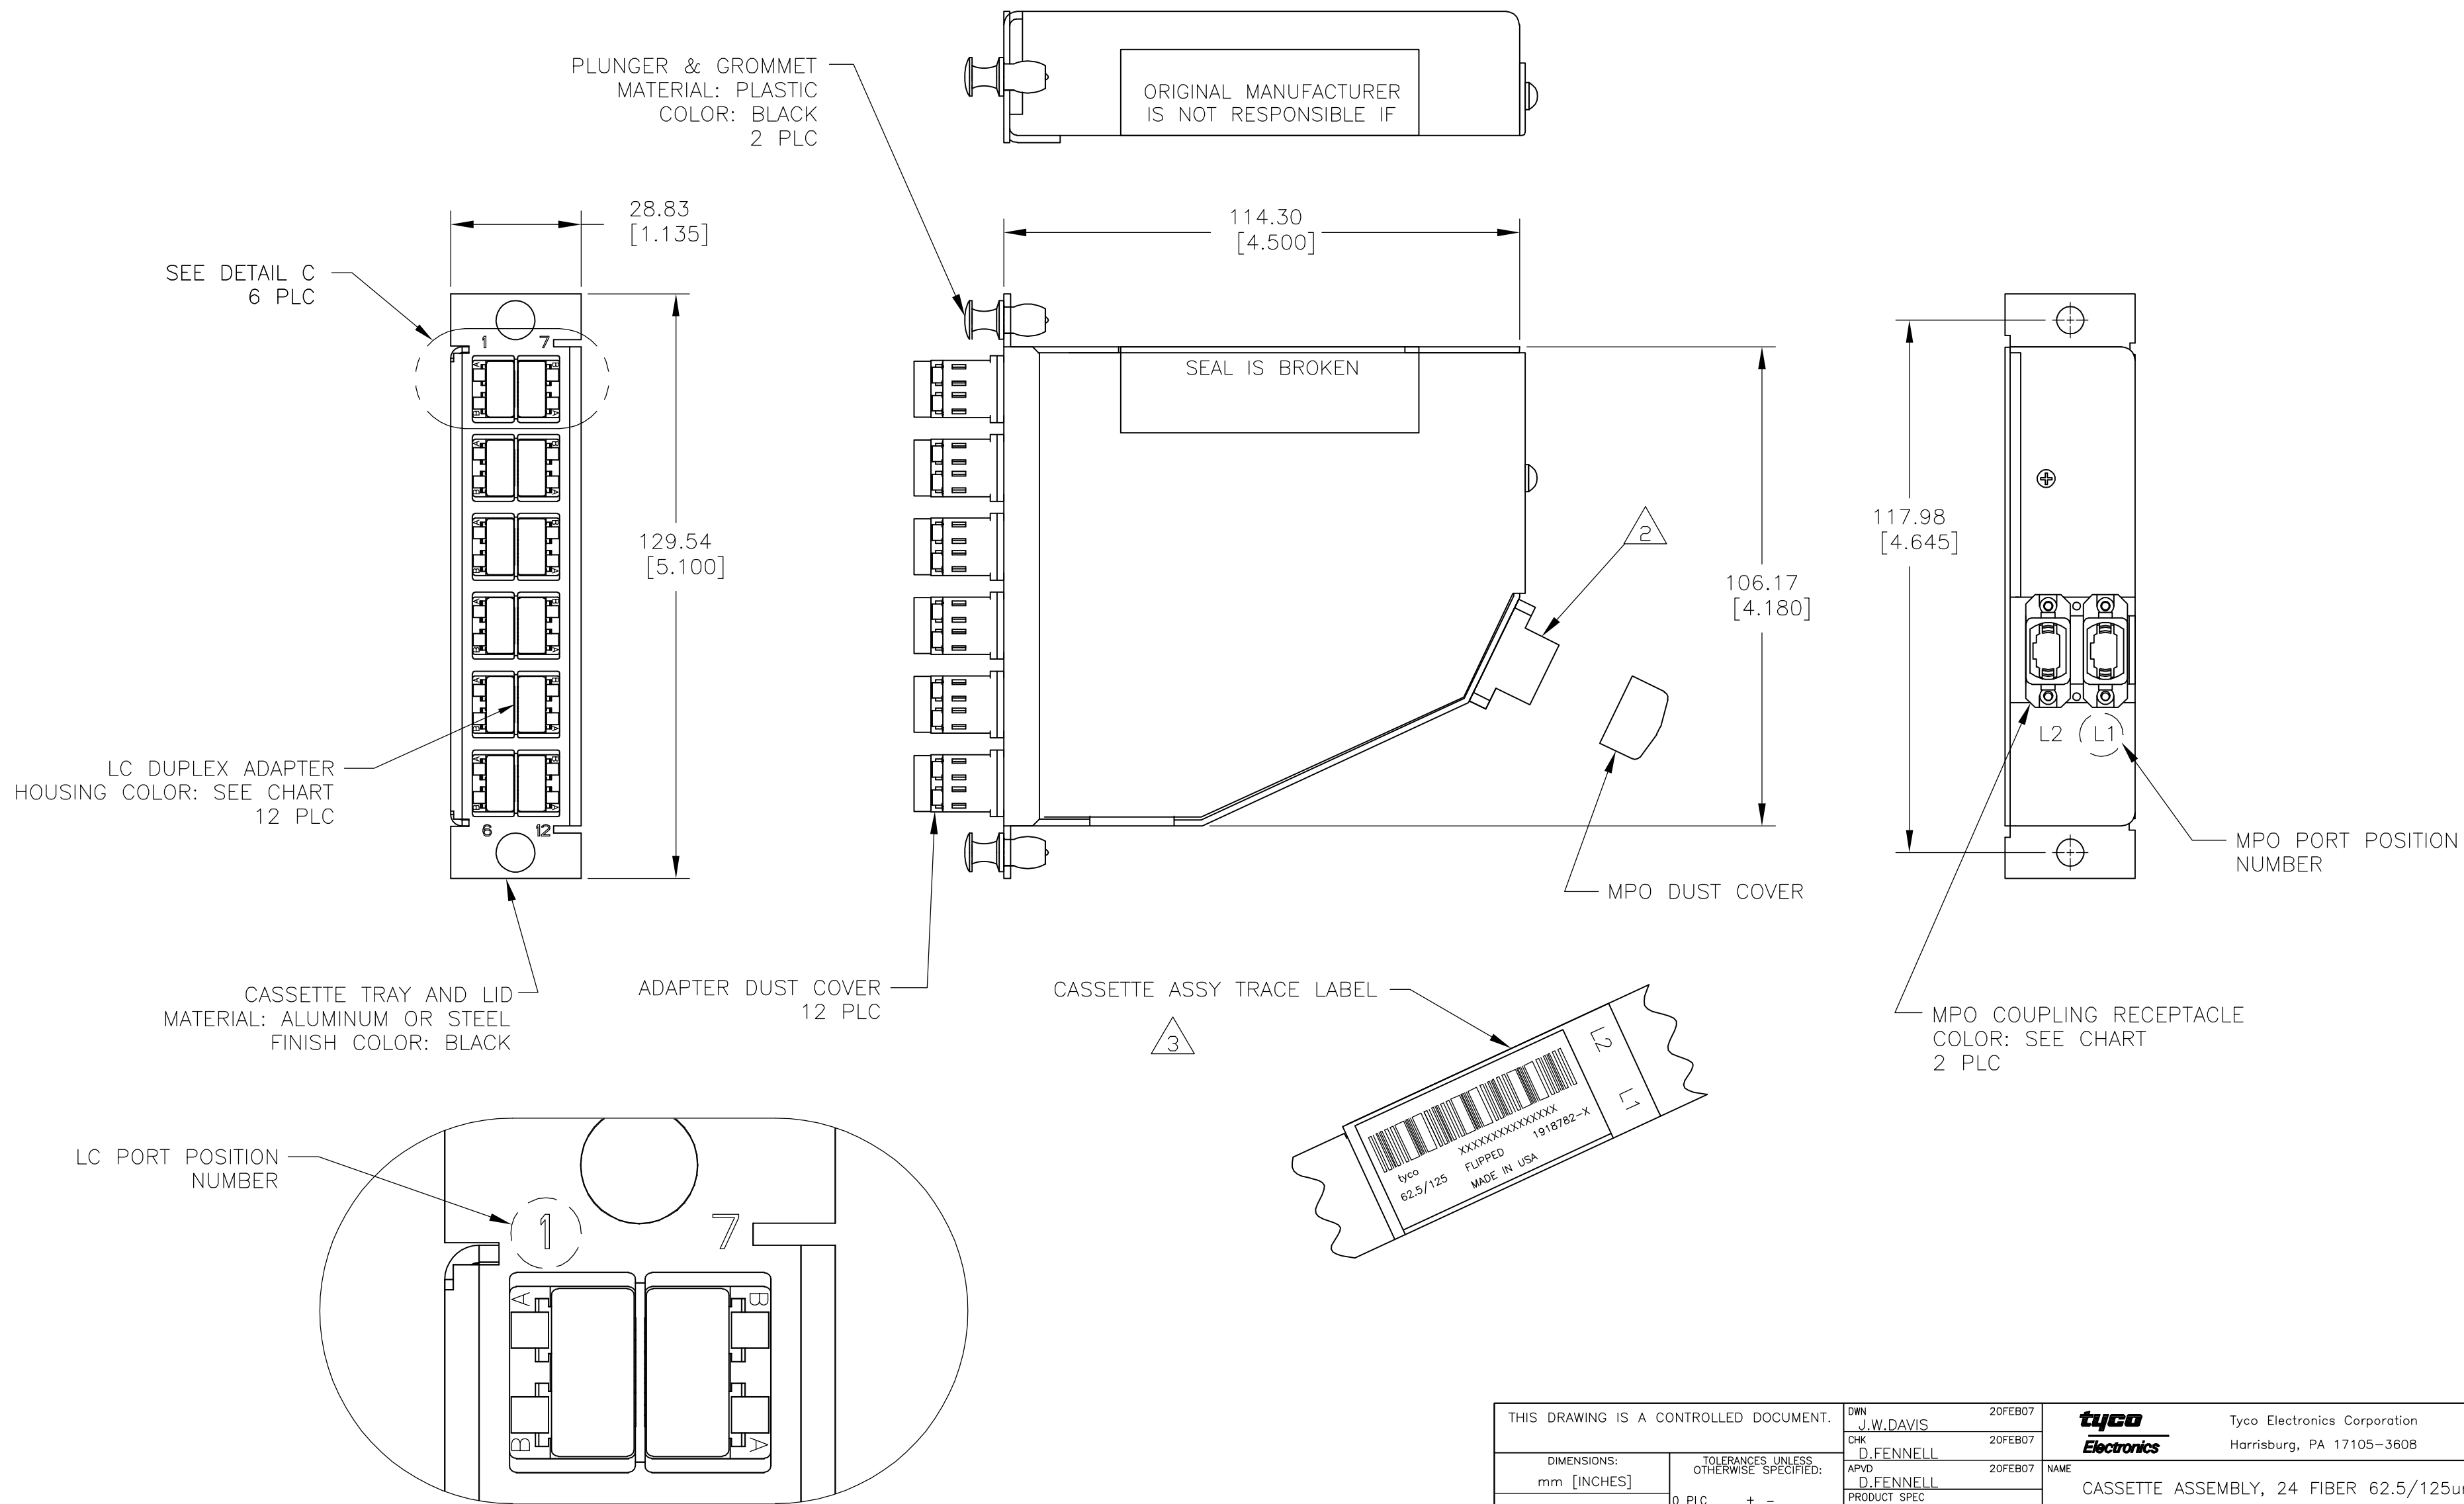 PLUNGER & GROMMET
MATERIAL: PLASTIC
COLOR: BLACK
2 PLC
ORIGINAL MANUFACTURER
IS NOT RESPONSIBLE IF
28.83
[1.135]
114.30
[4.500]
SEE DETAIL C
6 PLC
1 7
A B
B A
A B
B A
A B
B A
A B
B A
A B
B A
A B
B A
6 12
129.54
[5.100]
SEAL IS BROKEN
2
106.17
[4.180]
117.98
[4.645]
L2 L1
LC DUPLEX ADAPTER
HOUSING COLOR: SEE CHART
12 PLC
MPO PORT POSITION
NUMBER
MPO DUST COVER
CASSETTE TRAY AND LID
MATERIAL: ALUMINUM OR STEEL
FINISH COLOR: BLACK
ADAPTER DUST COVER
12 PLC
CASSETTE ASSY TRACE LABEL
3
MPO COUPLING RECEPTACLE
COLOR: SEE CHART
2 PLC
L2
L1
XXXXXXXXXXXXXX
tyco FLIPPED 1918782-X
62.5/125 MADE IN USA
LC PORT POSITION
NUMBER
1 7
A B
B A
THIS DRAWING IS A CONTROLLED DOCUMENT.
DWN 20FEB07
J.W.DAVIS
CHK 20FEB07
D.FENNELL
APVD 20FEB07
D.FENNELL
PRODUCT SPEC
DIMENSIONS:
mm [INCHES]
TOLERANCES UNLESS
OTHERWISE SPECIFIED:
0 PLC ± -
tyco
Electronics
Tyco Electronics Corporation
Harrisburg, PA 17105-3608
NAME
CASSETTE ASSEMBLY, 24 FIBER